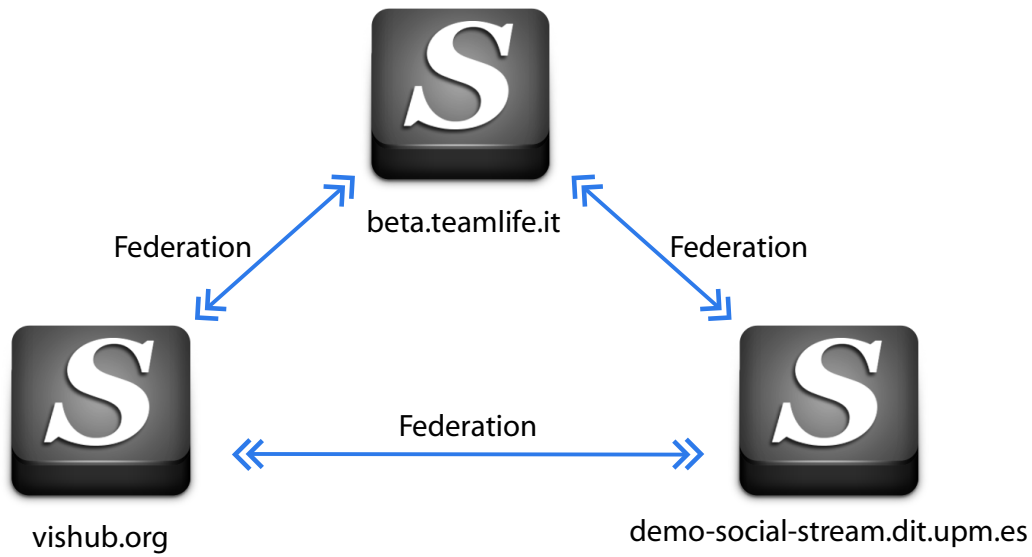 S
beta.teamlife.it
Federation
Federation
S
S
Federation
vishub.org
demo-social-stream.dit.upm.es